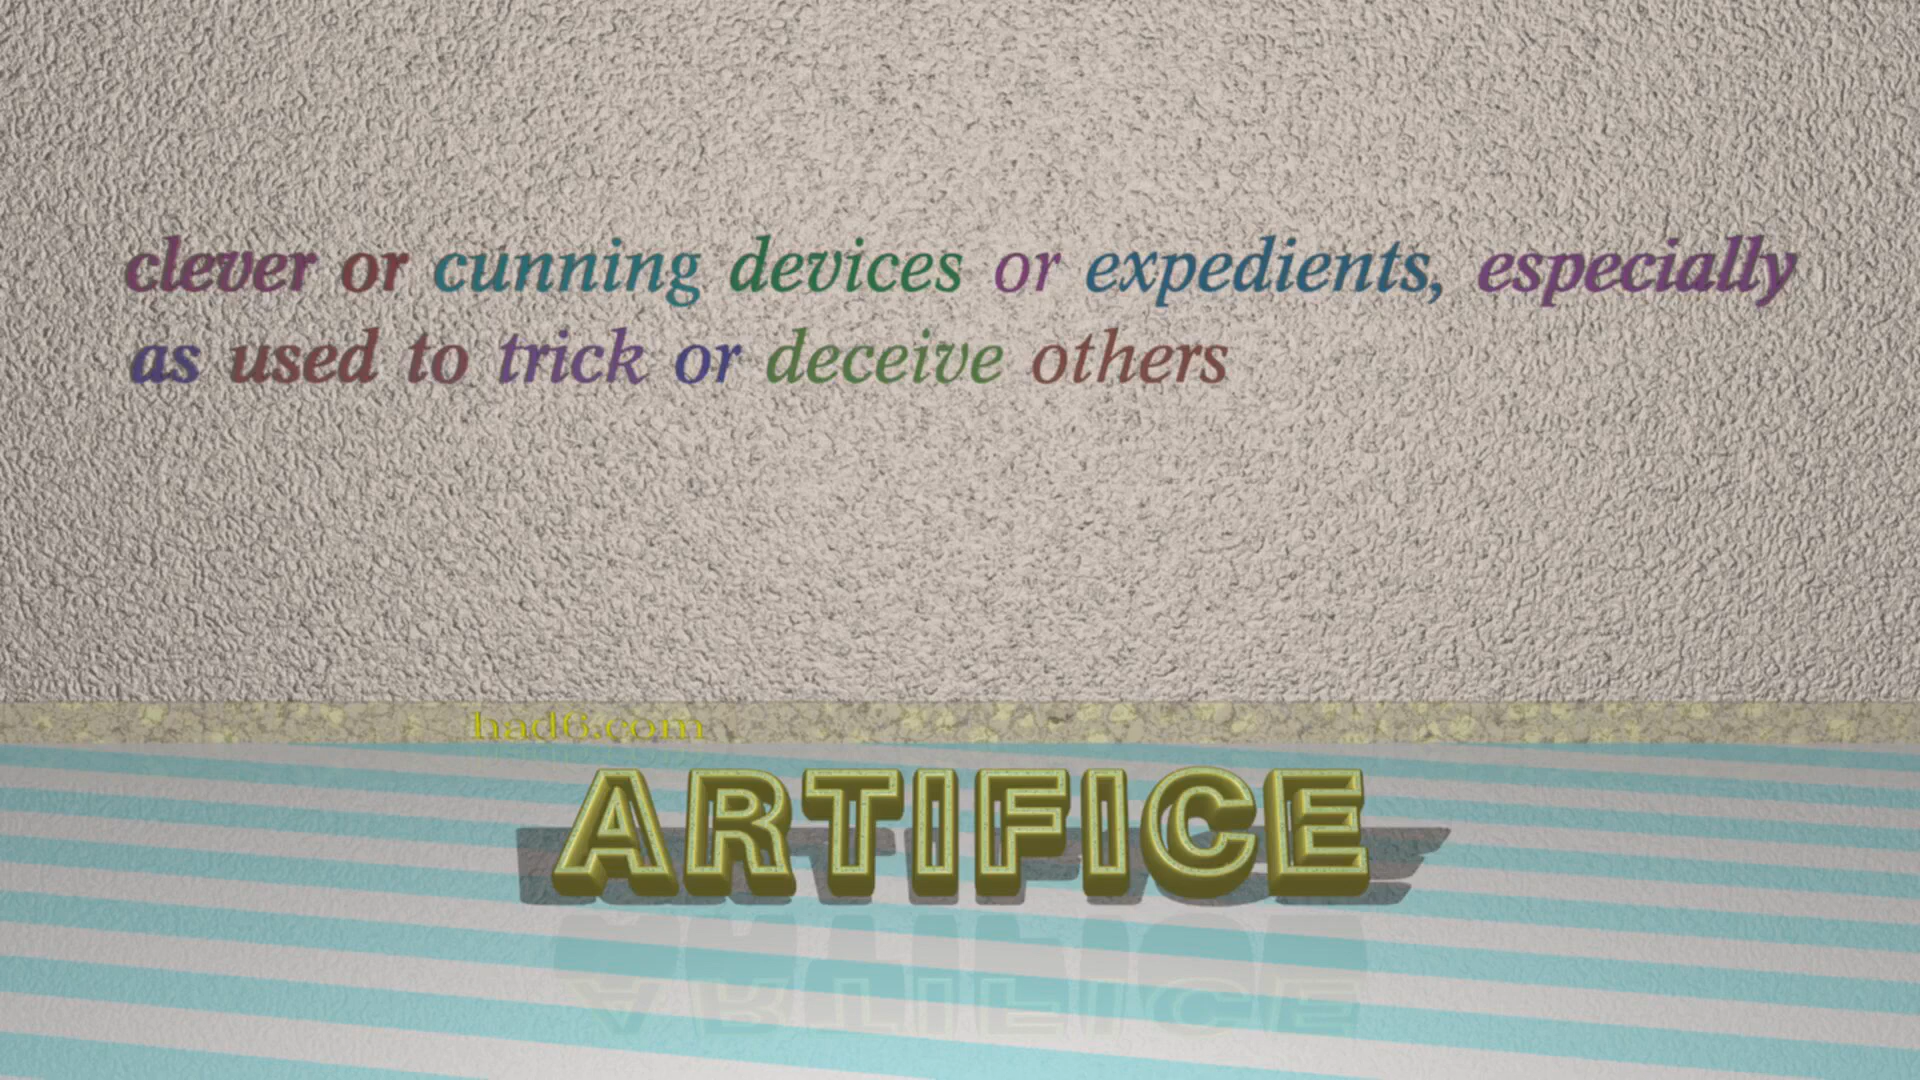 clever or cunning devices or expedients, especially
as used to trick or deceive others
had6.com
ARTIFICE